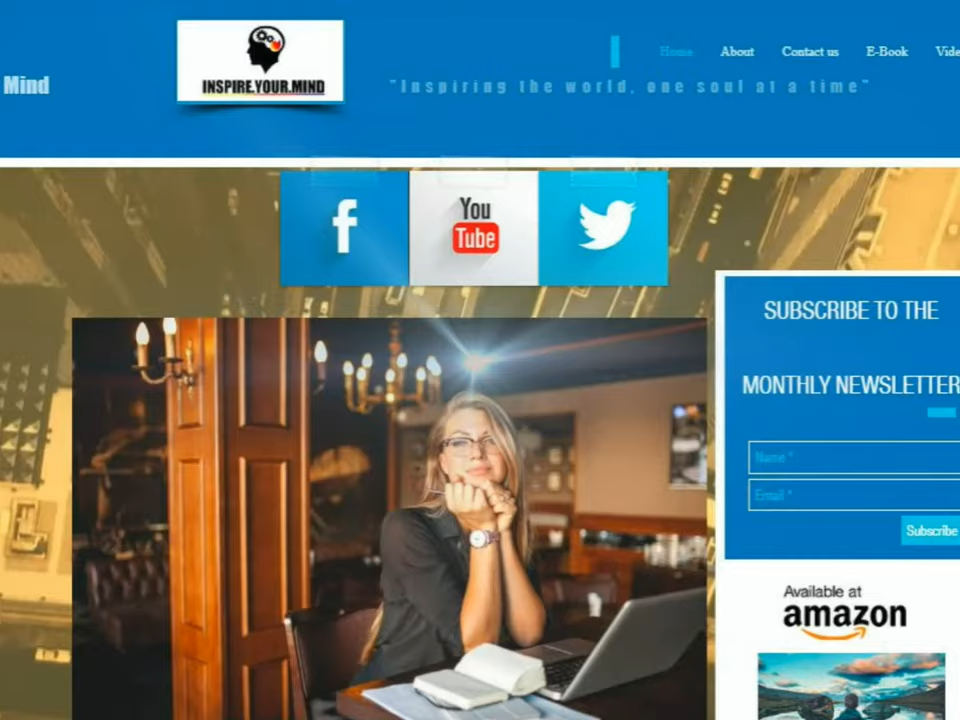 Mind
INSPIRE.YOUR.MIND
Home About Contact us E-Book
"Inspiring the world, one soul at a time"
f
You
Tube
SUBSCRIBE TO THE
MONTHLY NEWSLETTER
Name *
Email *
Subscribe
Available at
amazon